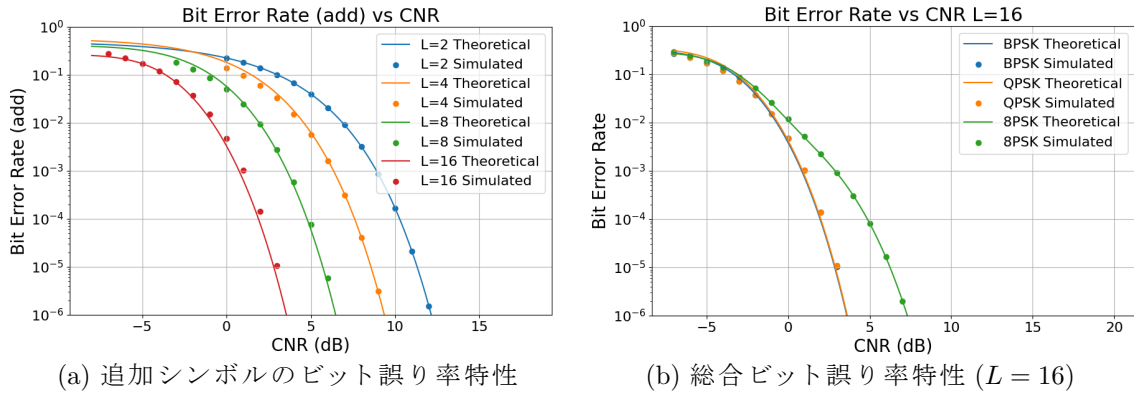 Bit Error Rate (add) vs CNR
Bit Error Rate (add)
10^0
10^-1
10^-2
10^-3
10^-4
10^-5
10^-6
L=2 Theoretical
L=2 Simulated
L=4 Theoretical
L=4 Simulated
L=8 Theoretical
L=8 Simulated
L=16 Theoretical
L=16 Simulated
−5 0 5 10 15
CNR (dB)
(a) 追加シンボルのビット誤り率特性
Bit Error Rate vs CNR L=16
Bit Error Rate
10^0
10^-1
10^-2
10^-3
10^-4
10^-5
10^-6
BPSK Theoretical
BPSK Simulated
QPSK Theoretical
QPSK Simulated
8PSK Theoretical
8PSK Simulated
−5 0 5 10 15 20
CNR (dB)
(b) 総合ビット誤り率特性 (L = 16)